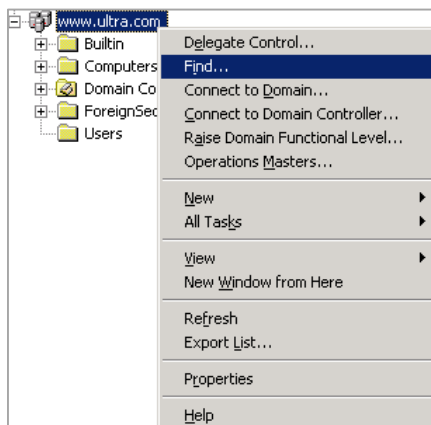 www.ultra.com
Builtin
Computers
Domain Co
ForeignSec
Users
Delegate Control...
Find...
Connect to Domain...
Connect to Domain Controller...
Raise Domain Functional Level...
Operations Masters...
New
All Tasks
View
New Window from Here
Refresh
Export List...
Properties
Help